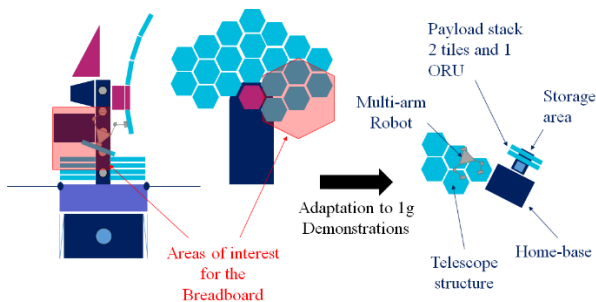 Payload stack
2 tiles and 1
ORU
Storage
area
Multi-arm
Robot
Adaptation to 1g
Demonstrations
Areas of interest
for the
Breadboard
Telescope
structure
Home-base